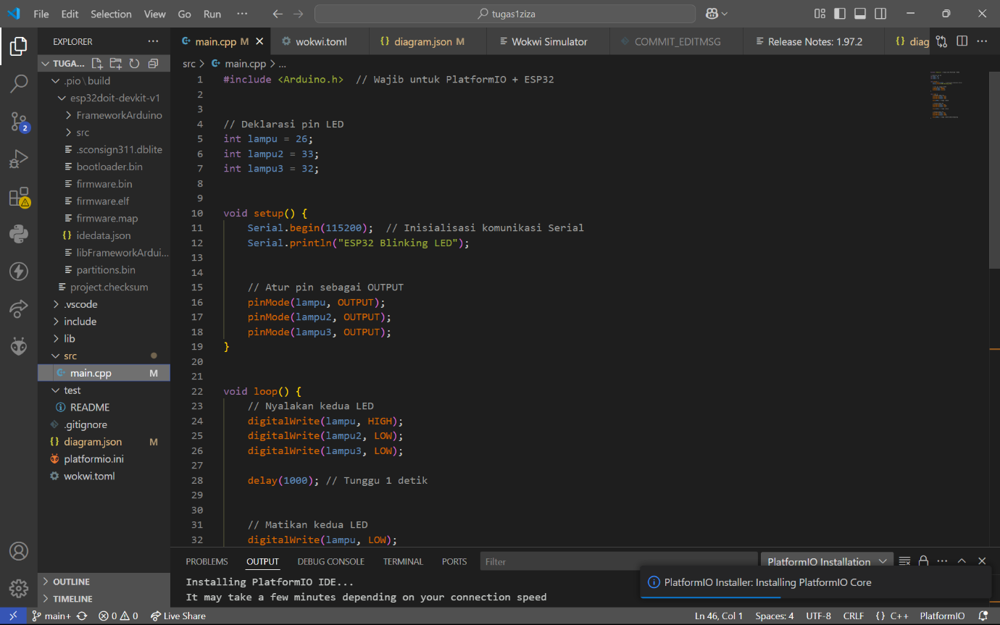 File Edit Selection View Go Run ··· tugas1ziza
EXPLORER ···
main.cpp M
wokwi.toml
diagram.json M
Wokwi Simulator
COMMIT_EDITMSG
Release Notes: 1.97.2
diag
TUGA...
.pio \ build
esp32doit-devkit-v1
FrameworkArduino
src
.sconsign311.dblite
bootloader.bin
firmware.bin
firmware.elf
firmware.map
idedata.json
libFrameworkArdui...
partitions.bin
project.checksum
.vscode
include
lib
src
main.cpp M
test
README
.gitignore
diagram.json M
platformio.ini
wokwi.toml
OUTLINE
TIMELINE
2
src > main.cpp > ...
1 #include <Arduino.h>  // Wajib untuk PlatformIO + ESP32
2
3
4 // Deklarasi pin LED
5 int lampu = 26;
6 int lampu2 = 33;
7 int lampu3 = 32;
8
9
10 void setup() {
11 Serial.begin(115200);  // Inisialisasi komunikasi Serial
12 Serial.println("ESP32 Blinking LED");
13
14
15 // Atur pin sebagai OUTPUT
16 pinMode(lampu, OUTPUT);
17 pinMode(lampu2, OUTPUT);
18 pinMode(lampu3, OUTPUT);
19 }
20
21
22 void loop() {
23 // Nyalakan kedua LED
24 digitalWrite(lampu, HIGH);
25 digitalWrite(lampu2, LOW);
26 digitalWrite(lampu3, LOW);
27
28 delay(1000); // Tunggu 1 detik
29
30
31 // Matikan kedua LED
32 digitalWrite(lampu, LOW);
PROBLEMS OUTPUT DEBUG CONSOLE TERMINAL PORTS Filter PlatformIO Installation
Installing PlatformIO IDE...
It may take a few minutes depending on your connection speed
PlatformIO Installer: Installing PlatformIO Core
main+ 0 0 Live Share Ln 46, Col 1 Spaces: 4 UTF-8 CRLF {} C++ PlatformIO